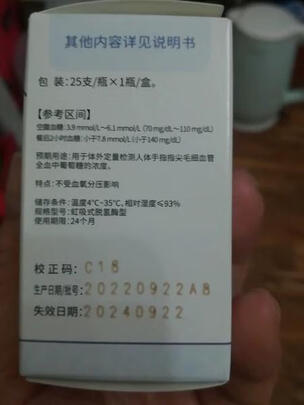 其他内容详见说明书
包 装:25支/瓶×1瓶/盒。
【参考区间】
空腹血糖:3.9 mmol/L~6.1 mmol/L(70 mg/dL~110 mg/dL)
餐后2小时血糖:小于7.8 mmol/L(小于140 mg/dL)
预期用途:用于体外定量检测人体手指指尖毛细血管
全血中葡萄糖的浓度。
特点:不受血氧分压影响
储存条件:温度4℃~35℃,相对湿度≤93%
规格型号:虹吸式脱氢酶型
使用期限:24个月
校正码:C18
生产日期/批号:20220922AB
失效日期:20240922